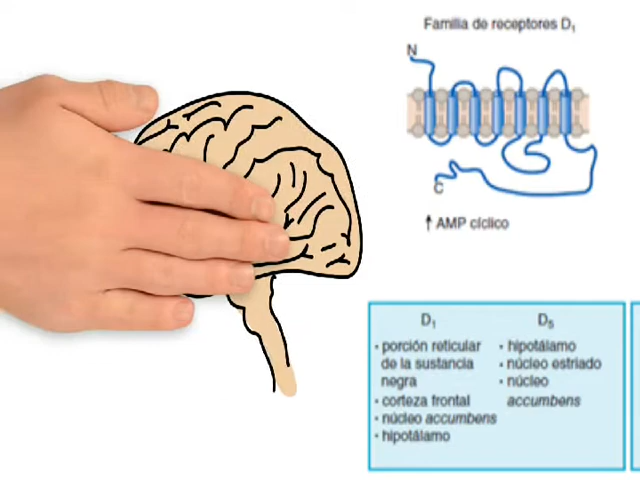 Familia de receptores D₁
N
C
↑ AMP cíclico
D₁
• porción reticular
de la sustancia
negra
• corteza frontal
• núcleo accumbens
• hipotálamo
D₅
• hipotálamo
• núcleo estriado
• núcleo
accumbens